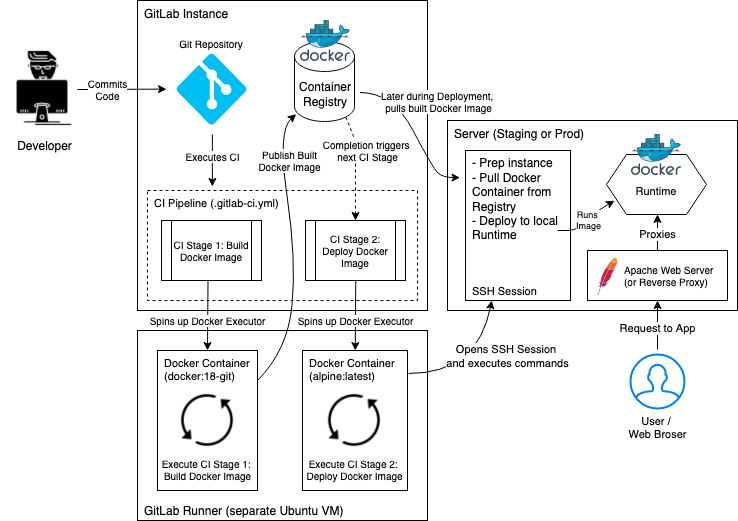 GitLab Instance
Git Repository
docker
Container
Registry
Commits
Code
Developer
Later during Deployment,
pulls built Docker Image
Executes CI
Publish Built
Docker Image
Completion triggers
next CI Stage
CI Pipeline (.gitlab-ci.yml)
CI Stage 1: Build
Docker Image
CI Stage 2:
Deploy Docker
Image
Server (Staging or Prod)
- Prep instance
- Pull Docker
Container from
Registry
- Deploy to local
Runtime
SSH Session
Runs
Image
docker
Runtime
Proxies
Apache Web Server
(or Reverse Proxy)
Request to App
User /
Web Broser
Spins up Docker Executor
Spins up Docker Executor
Opens SSH Session
and executes commands
Docker Container
(docker:18-git)
Execute CI Stage 1:
Build Docker Image
Docker Container
(alpine:latest)
Execute CI Stage 2:
Deploy Docker Image
GitLab Runner (separate Ubuntu VM)